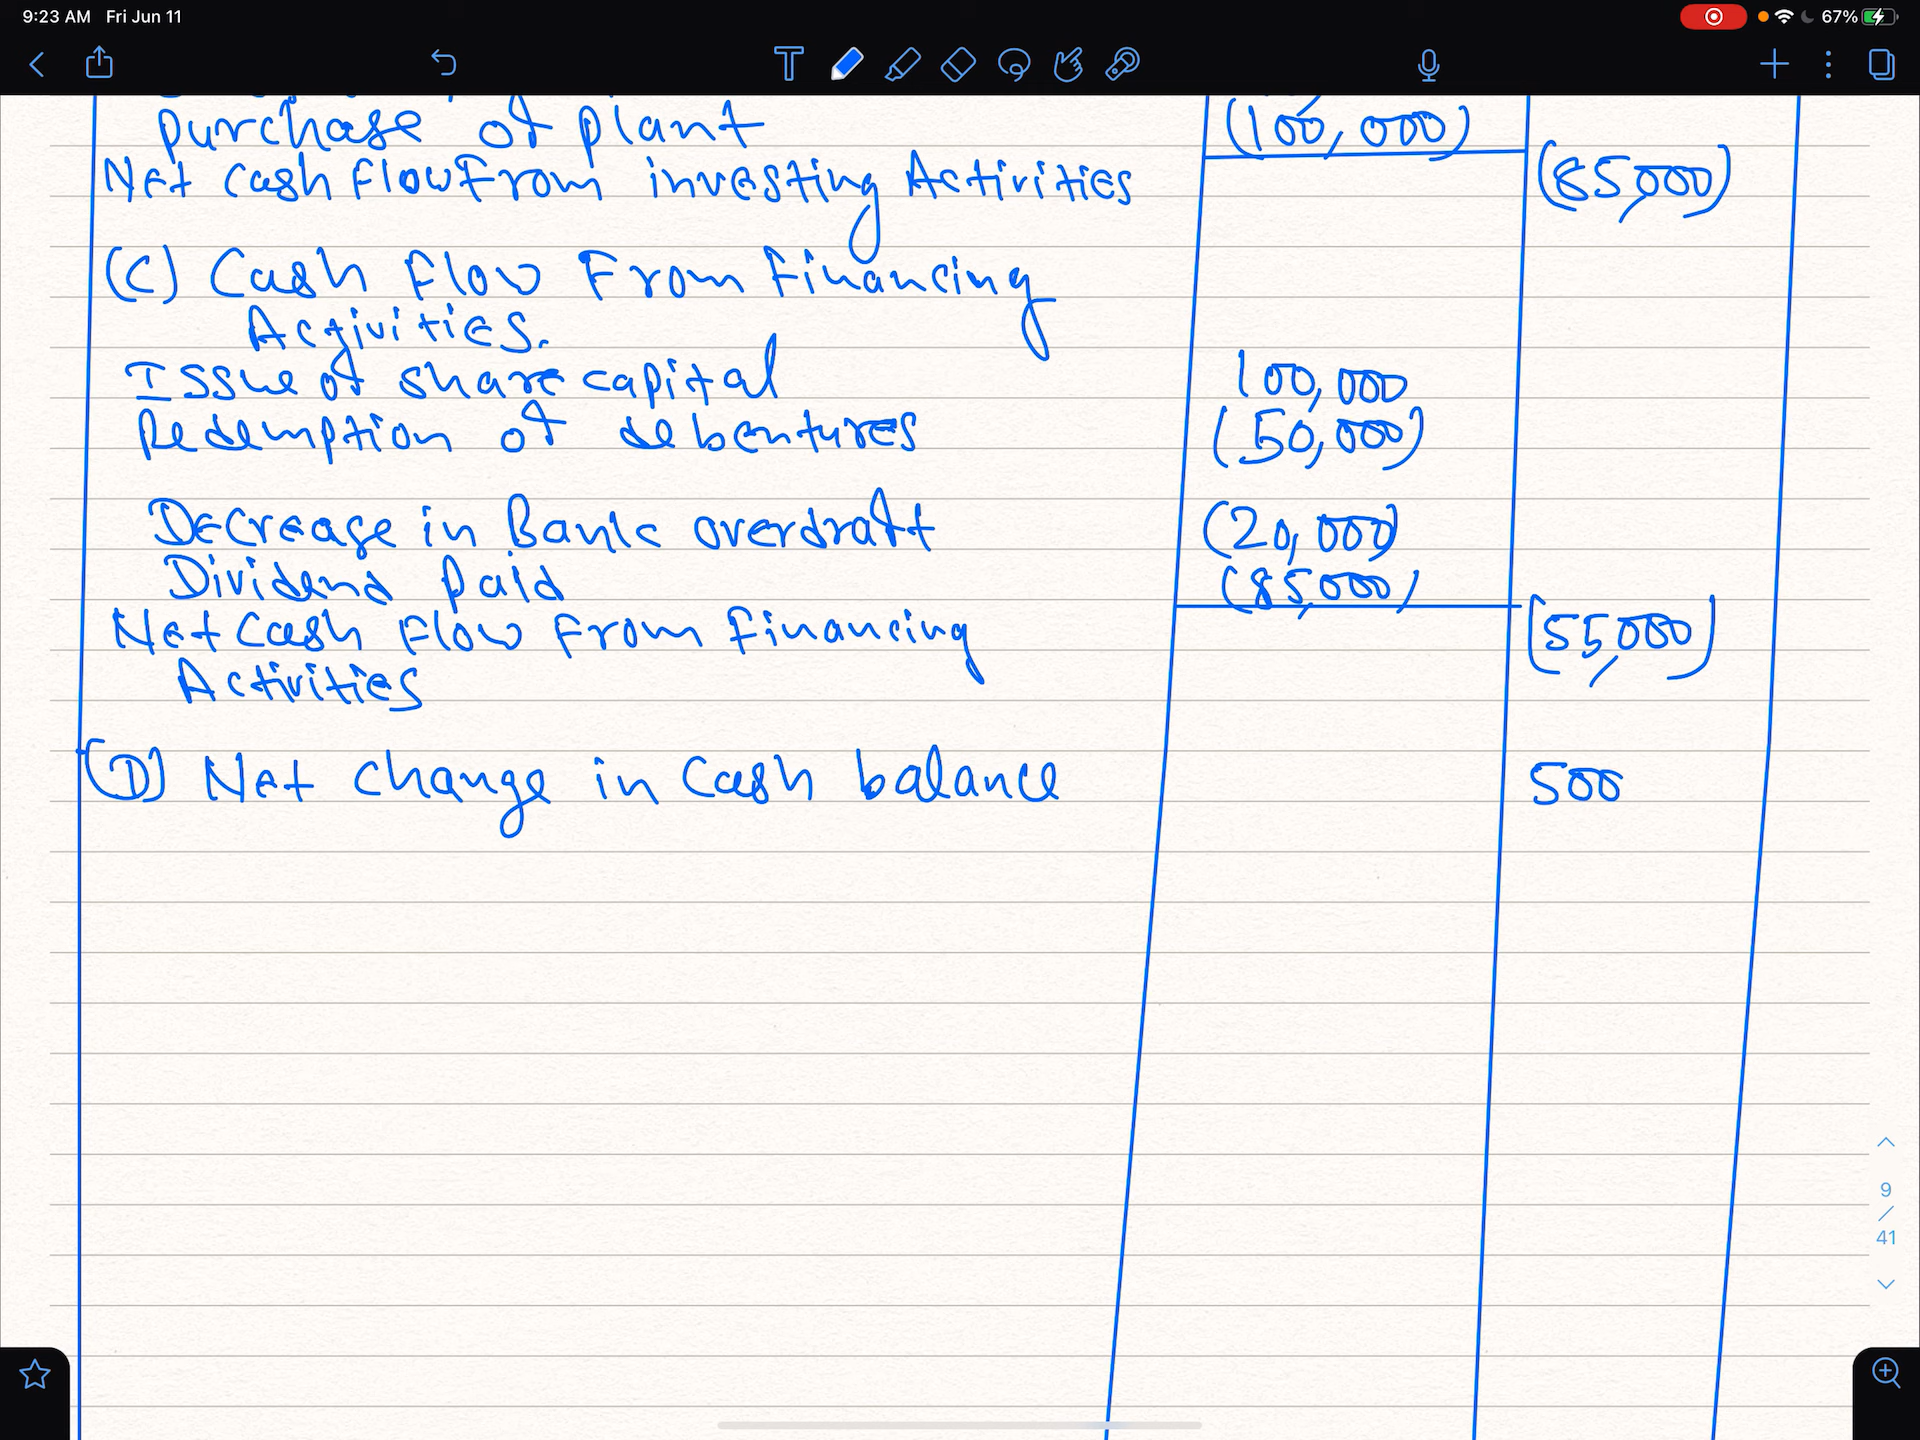 9:23 AM Fri Jun 11
67%
T
purchase of plant (100,000)
Net cash flow From investing Activities (85,000)
(C) Cash Flow From financing
Activities.
Issue of share capital 100,000
Redemption of debentures (50,000)
Decrease in Bank overdraft (20,000)
Dividend paid (85,000)
Net Cash Flow From financing (55,000)
Activities
(D) Net change in Cash balance 500
9
/
41